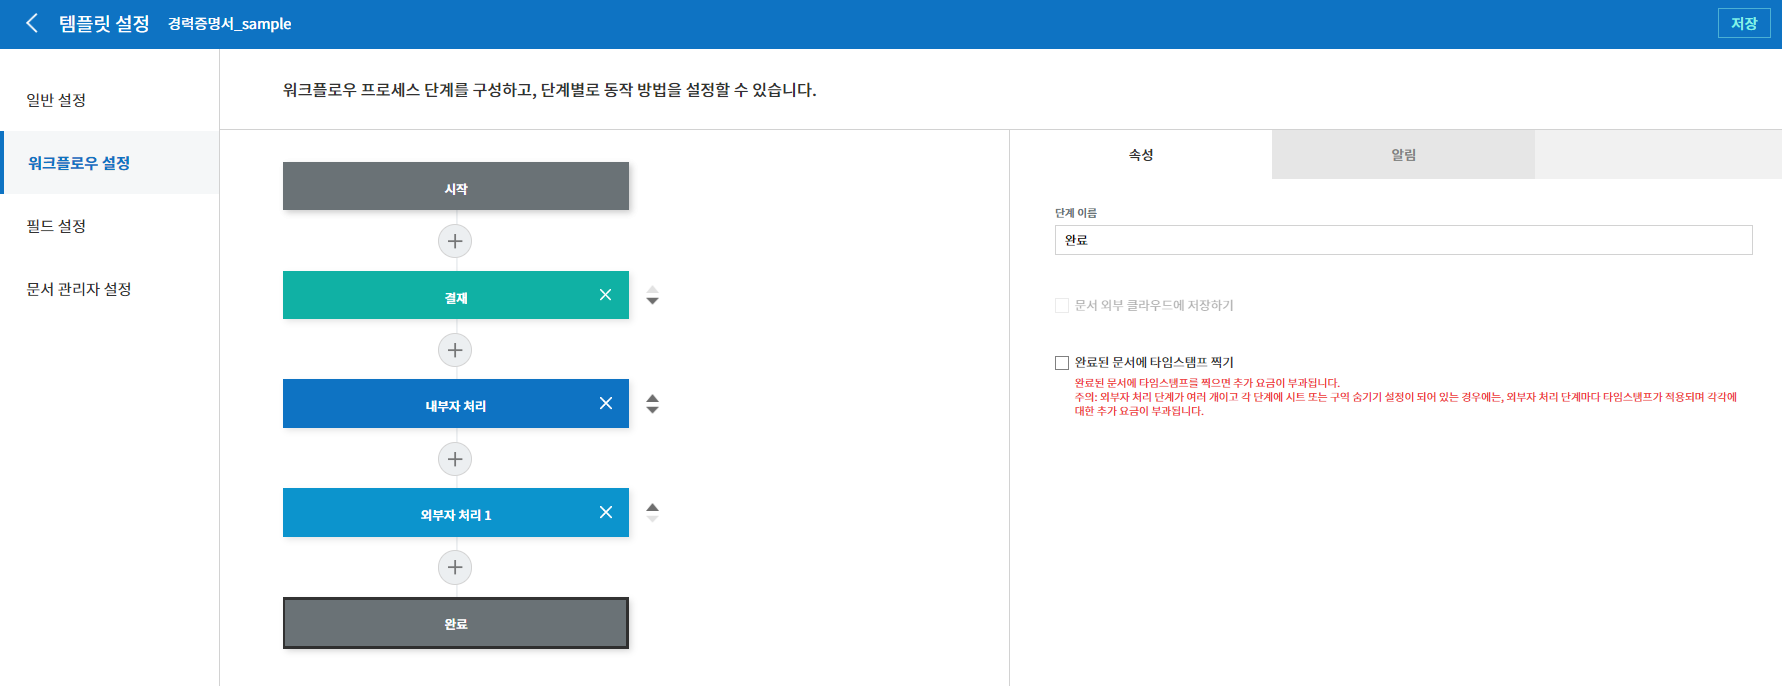 템플릿 설정 경력증명서_sample 저장
일반 설정
워크플로우 설정
필드 설정
문서 관리자 설정
워크플로우 프로세스 단계를 구성하고, 단계별로 동작 방법을 설정할 수 있습니다.
시작
결재
내부자 처리
외부자 처리 1
완료
속성 알림
단계 이름
완료
문서 외부 클라우드에 저장하기
완료된 문서에 타임스탬프 찍기
완료된 문서에 타임스탬프를 찍으면 추가 요금이 부과됩니다.
주의: 외부자 처리 단계가 여러 개이고 각 단계에 시트 또는 구역 숨기기 설정이 되어 있는 경우에는, 외부자 처리 단계마다 타임스탬프가 적용되며 각각에
대한 추가 요금이 부과됩니다.